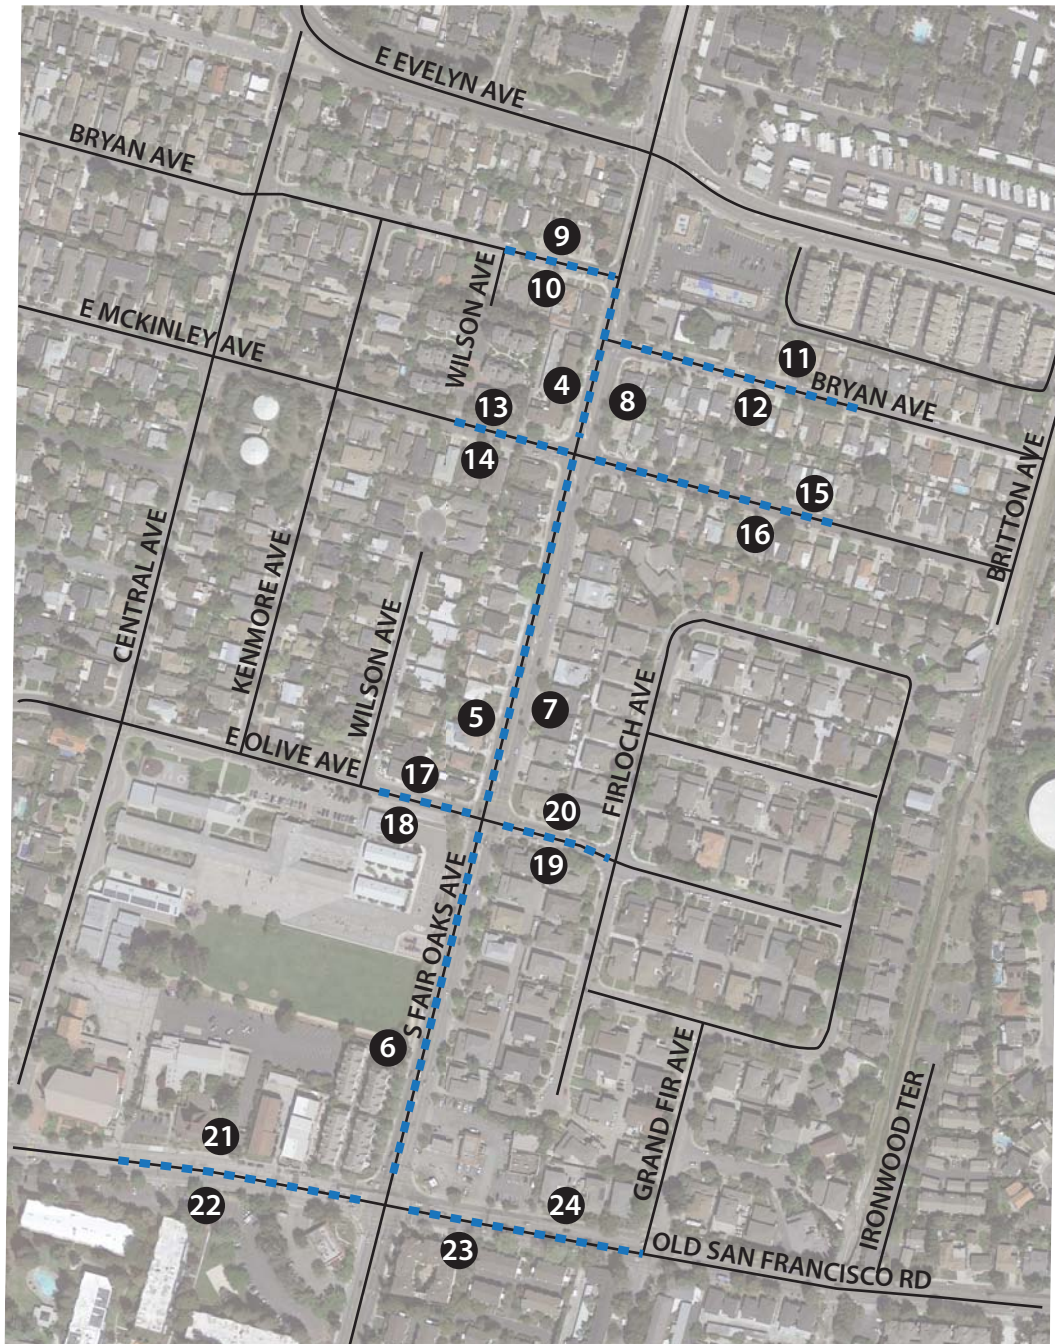 E EVELYN AVE
BRYAN AVE
9
WILSON AVE
10
E MCKINLEY AVE
11
BRYAN AVE
4
8
12
13
14
15
16
BRITTON AVE
CENTRAL AVE
KENMORE AVE
WILSON AVE
FIRLOCH AVE
5
7
E OLIVE AVE
17
18
20
19
S FAIR OAKS AVE
6
GRAND FIR AVE
IRONWOOD TER
21
22
24
23
OLD SAN FRANCISCO RD